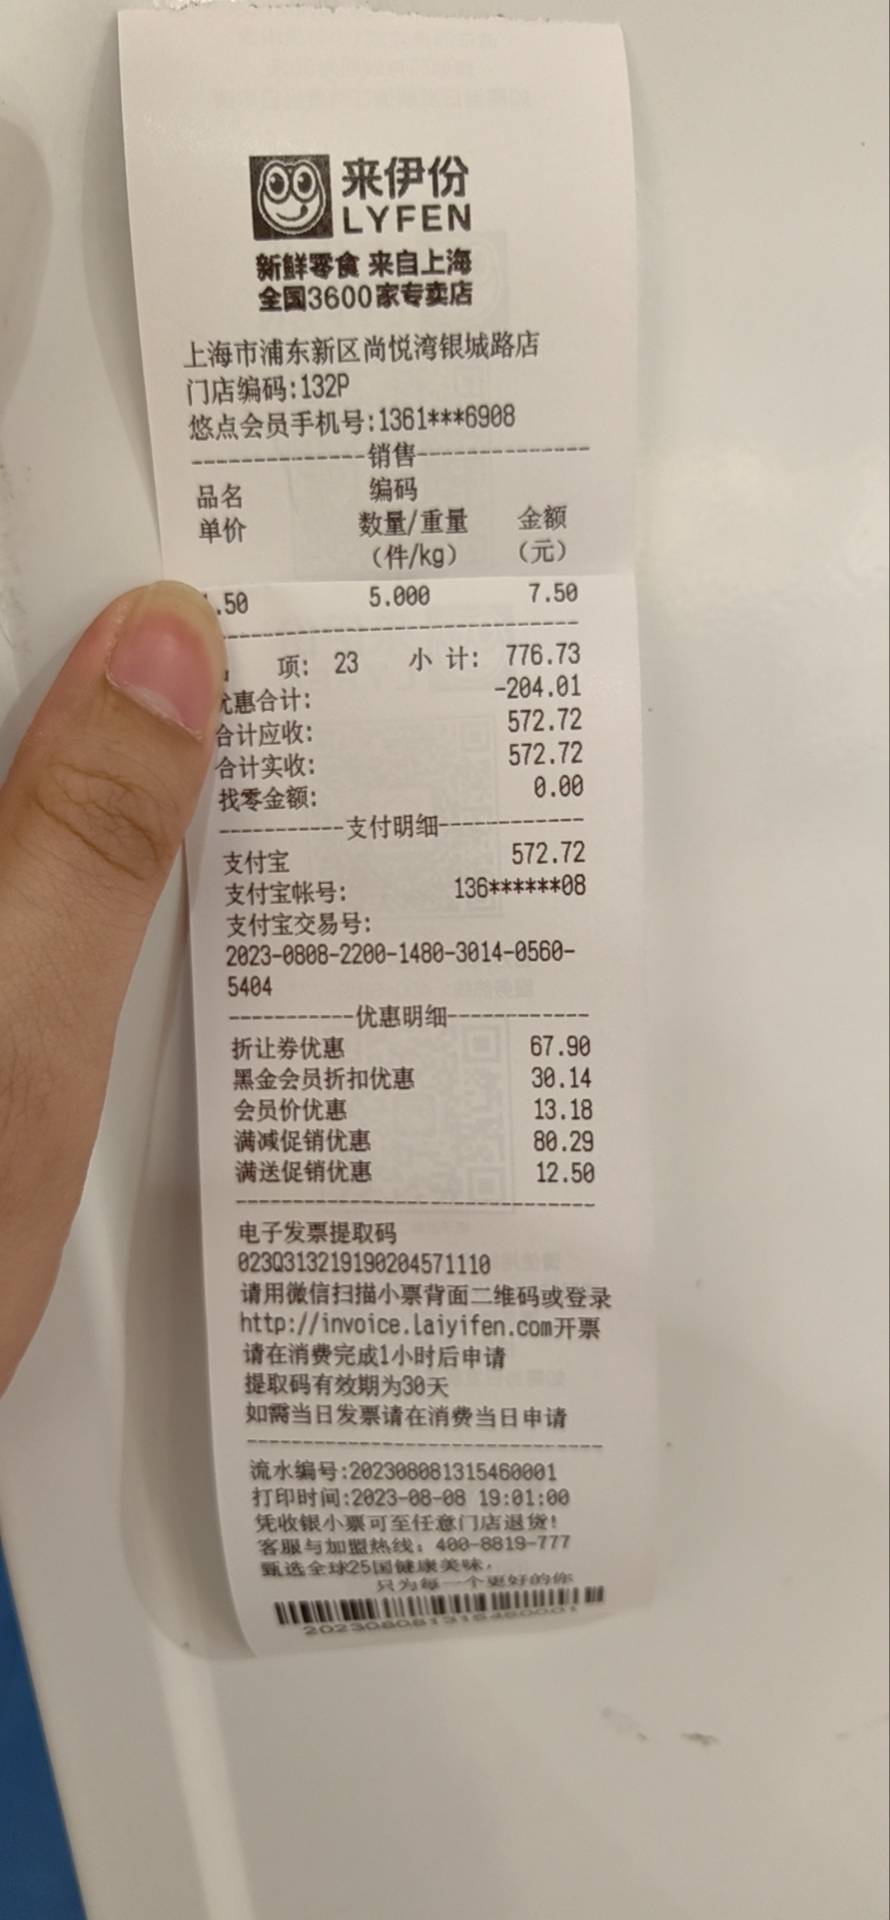 来伊份
LYFEN
新鲜零食 来自上海
全国3600家专卖店
上海市浦东新区尚悦湾银城路店
门店编码:132P
悠点会员手机号:1361***6908
--------------销售--------------
品名 编码
单价 数量/重量 金额
(件/kg) (元)
.50 5.000 7.50
项: 23 小 计: 776.73
优惠合计: -204.01
合计应收: 572.72
合计实收: 572.72
找零金额: 0.00
-----------支付明细-------------
支付宝 572.72
支付宝帐号: 136******08
支付宝交易号:
2023-0808-2200-1480-3014-0560-
5404
-----------优惠明细-------------
折让券优惠 67.90
黑金会员折扣优惠 30.14
会员价优惠 13.18
满减促销优惠 80.29
满送促销优惠 12.50
电子发票提取码
023Q313219190204571110
请用微信扫描小票背面二维码或登录
http://invoice.laiyifen.com开票
请在消费完成1小时后申请
提取码有效期为30天
如需当日发票请在消费当日申请
流水编号:202308081315460001
打印时间:2023-08-08 19:01:00
凭收银小票可至任意门店退货!
客服与加盟热线: 400-8819-777
甄选全球25国健康美味,
只为每一个更好的你
202308081315460001